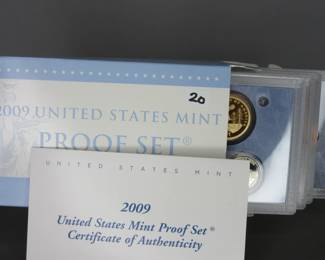 20
2009 UNITED STATES MINT
PROOF SET®
UNITED STATES MINT
2009
United States Mint Proof Set®
Certificate of Authenticity